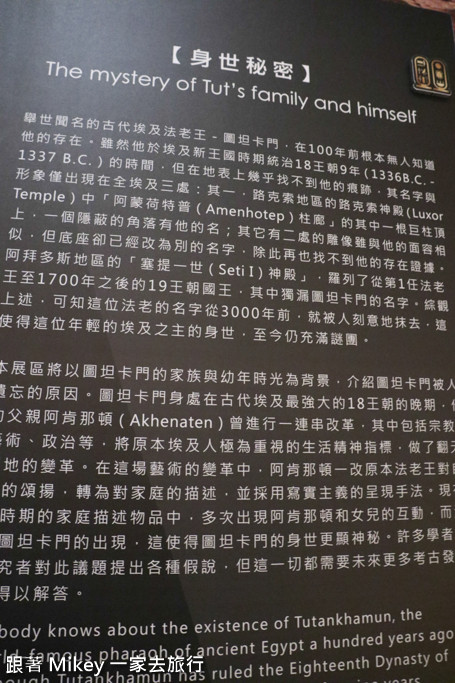 【身世秘密】
The mystery of Tut's family and himself
舉世聞名的古代埃及法老王－圖坦卡門，在100年前根本無人知道
他的存在。雖然他於埃及新王國時期統治18王朝9年（1336B.C.－
1337 B.C.）的時間，但在地表上幾乎找不到他的痕跡，其名字與
形象僅出現在全埃及三處：其一，路克索地區的路克索神殿(Luxor
Temple）中「阿蒙荷特普（Amenhotep）柱廊」的其中一根巨柱頂
上，一個隱蔽的角落有他的名；其它有二處的雕像雖與他的面容相
似，但底座卻已經改為別的名字，除此再也找不到他的存在證據。
阿拜多斯地區的「塞提一世（Seti I）神殿」，羅列了從第1任法老
王至1700年之後的19王朝國王，其中獨漏圖坦卡門的名字。綜觀
上述，可知這位法老的名字從3000年前，就被人刻意地抹去，這
使得這位年輕的埃及之主的身世，至今仍充滿謎團。
本展區將以圖坦卡門的家族與幼年時光為背景，介紹圖坦卡門被人
遺忘的原因。圖坦卡門身處在古代埃及最強大的18王朝的晚期，他
的父親阿肯那頓（Akhenaten）曾進行一連串改革，其中包括宗教
藝術、政治等，將原本埃及人極為重視的生活精神指標，做了翻天
地的變革。在這場藝術的變革中，阿肯那頓一改原本法老王對
的頌揚，轉為對家庭的描述，並採用寫實主義的呈現手法。現
時期的家庭描述物品中，多次出現阿肯那頓和女兒的互動，而
圖坦卡門的出現，這使得圖坦卡門的身世更顯神秘。許多學者
究者對此議題提出各種假說，但這一切都需要未來更多考古發
得以解答。
body knows about the existence of Tutankhamun, the
famous pharaoh of ancient Egypt a hundred years ago
Tutankhamun has ruled the Eighteenth Dynasty of
跟著 Mikey 一家去旅行